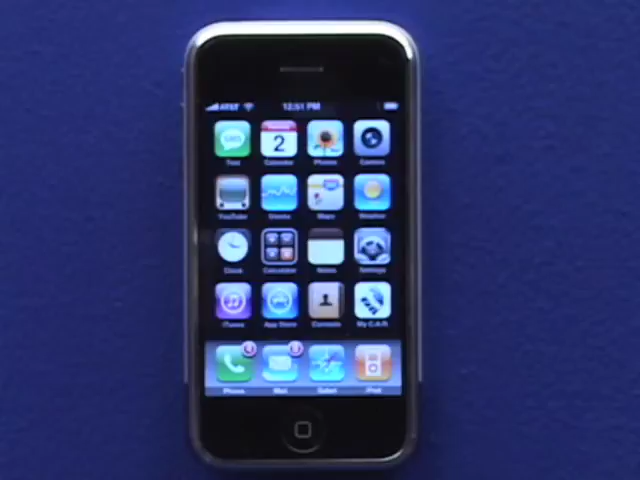 AT&T 12:51 PM
Text Calendar Photos Camera
2
YouTube Stocks Maps Weather
Clock Calculator Notes Settings
iTunes App Store Contacts My C.A.R.
Phone Mail Safari iPod